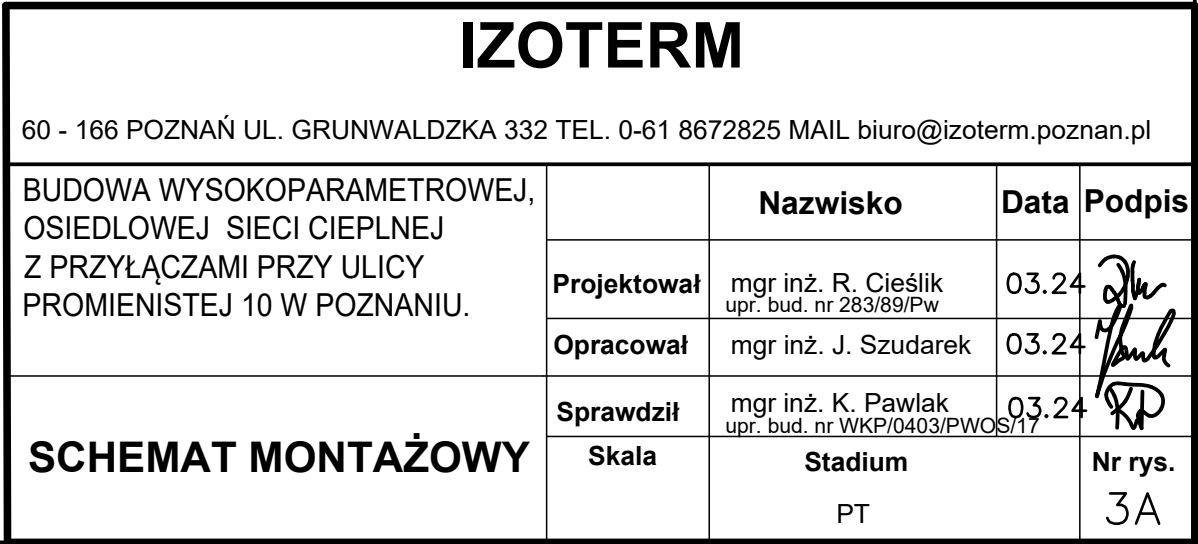 IZOTERM
60 - 166 POZNAŃ UL. GRUNWALDZKA 332 TEL. 0-61 8672825 MAIL biuro@izoterm.poznan.pl
BUDOWA WYSOKOPARAMETROWEJ,
OSIEDLOWEJ SIECI CIEPLNEJ
Z PRZYŁĄCZAMI PRZY ULICY
PROMIENISTEJ 10 W POZNANIU.
Nazwisko Data Podpis
Projektował mgr inż. R. Cieślik 03.24
upr. bud. nr 283/89/Pw
Opracował mgr inż. J. Szudarek 03.24
Sprawdził mgr inż. K. Pawlak 03.24
upr. bud. nr WKP/0403/PWOS/17
SCHEMAT MONTAŻOWY
Skala Stadium Nr rys.
PT 3A